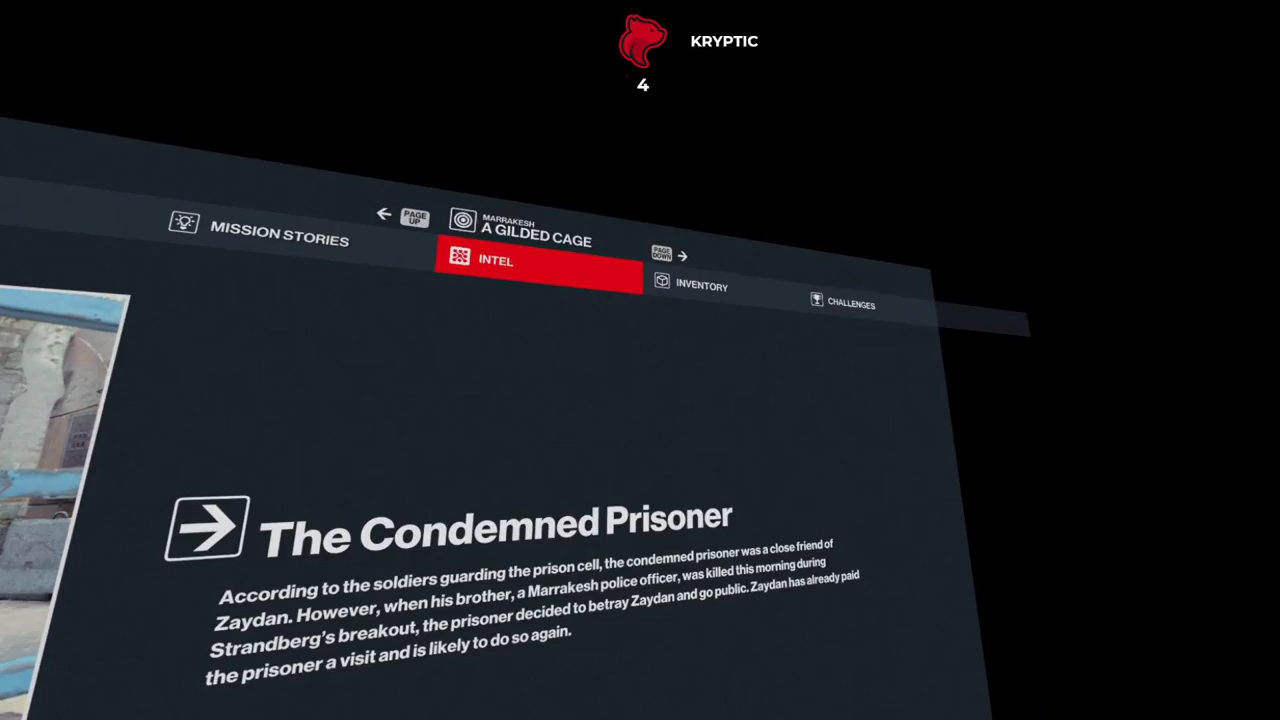 KRYPTIC
4
PAGE UP
MARRAKESH
A GILDED CAGE
PAGE DOWN
MISSION STORIES
INTEL
INVENTORY
CHALLENGES
The Condemned Prisoner
According to the soldiers guarding the prison cell, the condemned prisoner was a close friend of
Zaydan. However, when his brother, a Marrakesh police officer, was killed this morning during
Strandberg's breakout, the prisoner decided to betray Zaydan and go public. Zaydan has already paid
the prisoner a visit and is likely to do so again.